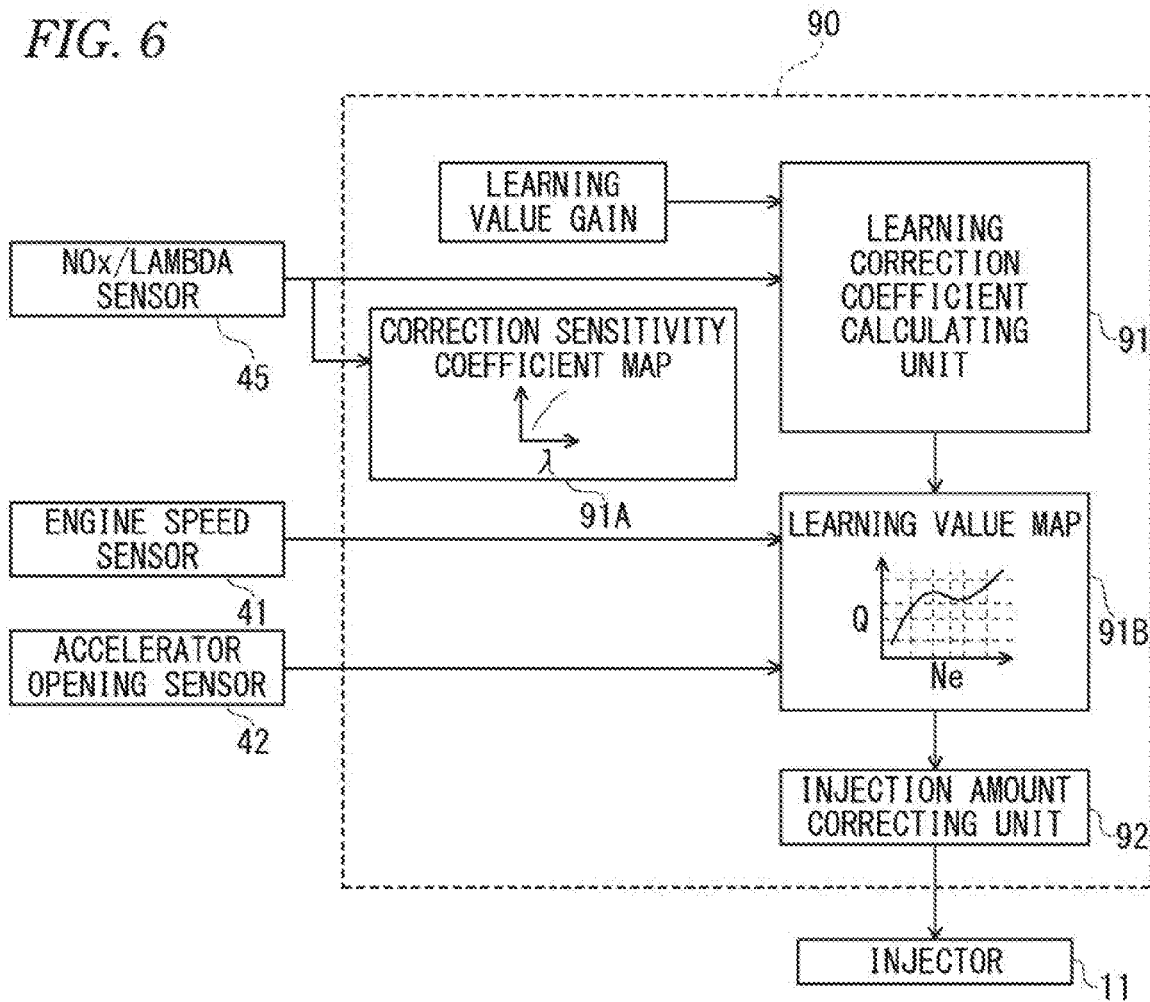 FIG. 6
90
LEARNING
VALUE GAIN
LEARNING
CORRECTION
COEFFICIENT
CALCULATING
UNIT
91
NOx/LAMBDA
SENSOR
45
CORRECTION SENSITIVITY
COEFFICIENT MAP
λ
91A
ENGINE SPEED
SENSOR
41
LEARNING VALUE MAP
Q
Ne
91B
ACCELERATOR
OPENING SENSOR
42
INJECTION AMOUNT
CORRECTING UNIT
92
INJECTOR
11